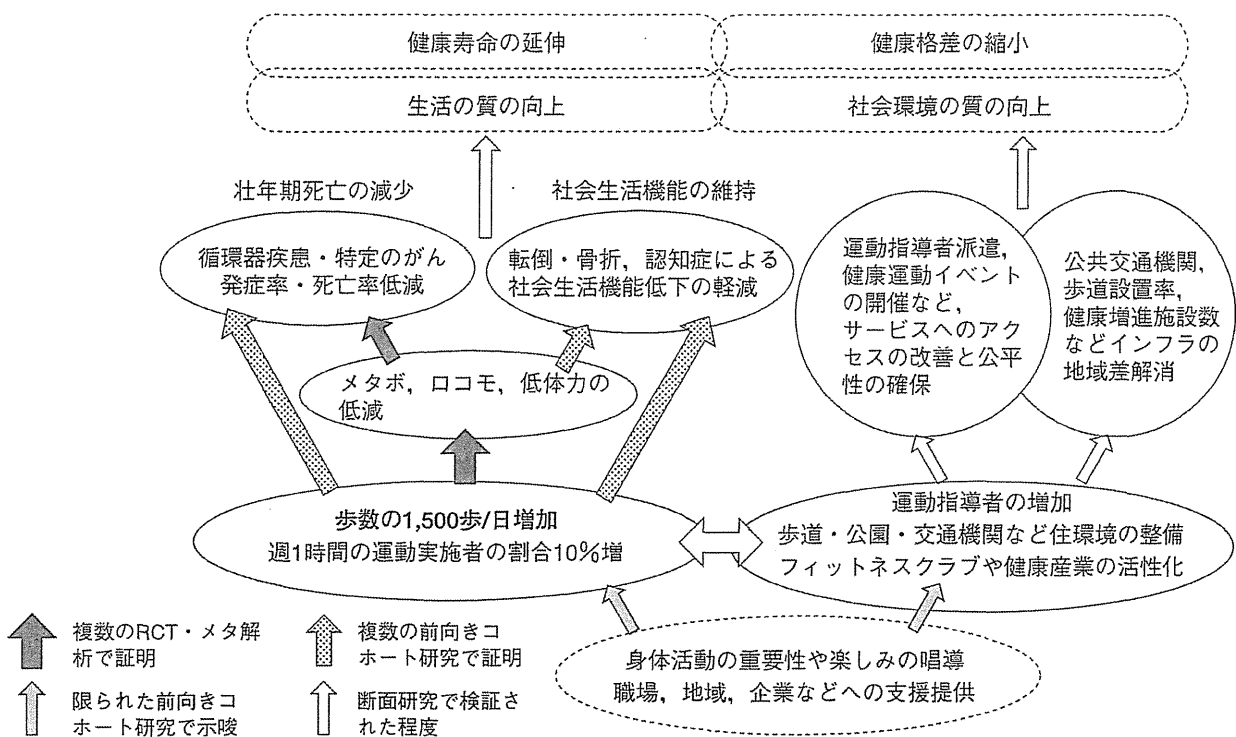 健康寿命の延伸
健康格差の縮小
生活の質の向上
社会環境の質の向上
壮年期死亡の減少
社会生活機能の維持
循環器疾患・特定のがん
発症率・死亡率低減
転倒・骨折，認知症による
社会生活機能低下の軽減
運動指導者派遣，
健康運動イベント
の開催など，
サービスへのアク
セスの改善と公平
性の確保
公共交通機関，
歩道設置率，
健康増進施設数
などインフラの
地域差解消
メタボ，ロコモ，低体力の
低減
歩数の1,500歩/日増加
週1時間の運動実施者の割合10％増
運動指導者の増加
歩道・公園・交通機関など住環境の整備
フィットネスクラブや健康産業の活性化
身体活動の重要性や楽しみの唱導
職場，地域，企業などへの支援提供
複数のRCT・メタ解
析で証明
複数の前向きコ
ホート研究で証明
限られた前向きコ
ホート研究で示唆
断面研究で検証さ
れた程度